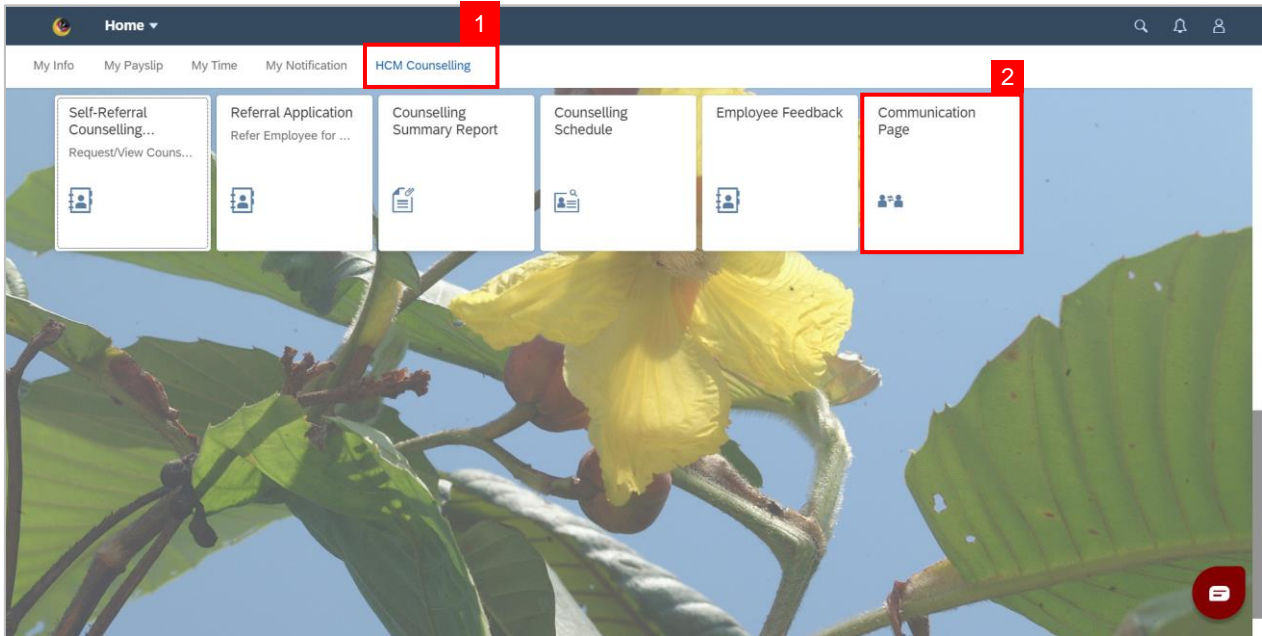 Home
1
My Info My Payslip My Time My Notification HCM Counselling
2
Self-Referral
Counselling...
Request/View Couns...
Referral Application
Refer Employee for ...
Counselling
Summary Report
Counselling
Schedule
Employee Feedback
Communication
Page